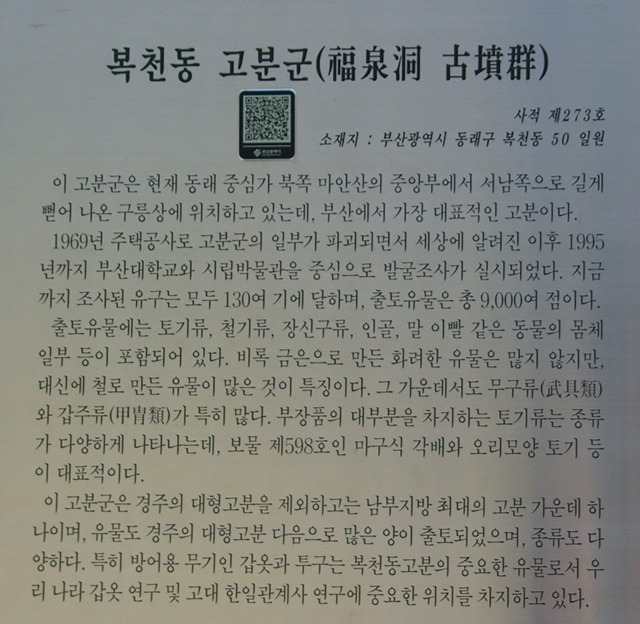 복천동 고분군(福泉洞 古墳群)
사적 제273호
소재지 : 부산광역시 동래구 복천동 50 일원
이 고분군은 현재 동래 중심가 북쪽 마안산의 중앙부에서 서남쪽으로 길게
뻗어 나온 구릉상에 위치하고 있는데, 부산에서 가장 대표적인 고분이다.
1969년 주택공사로 고분군의 일부가 파괴되면서 세상에 알려진 이후 1995
년까지 부산대학교와 시립박물관을 중심으로 발굴조사가 실시되었다. 지금
까지 조사된 유구는 모두 130여 기에 달하며, 출토유물은 총 9,000여 점이다.
출토유물에는 토기류, 철기류, 장신구류, 인골, 말 이빨 같은 동물의 몸체
일부 등이 포함되어 있다. 비록 금은으로 만든 화려한 유물은 많지 않지만,
대신에 철로 만든 유물이 많은 것이 특징이다. 그 가운데서도 무구류(武具類)
와 갑주류(甲冑類)가 특히 많다. 부장품의 대부분을 차지하는 토기류는 종류
가 다양하게 나타나는데, 보물 제598호인 마구식 각배와 오리모양 토기 등
이 대표적이다.
이 고분군은 경주의 대형고분을 제외하고는 남부지방 최대의 고분 가운데 하
나이며, 유물도 경주의 대형고분 다음으로 많은 양이 출토되었으며, 종류도 다
양하다. 특히 방어용 무기인 갑옷과 투구는 복천동고분의 중요한 유물로서 우
리 나라 갑옷 연구 및 고대 한일관계사 연구에 중요한 위치를 차지하고 있다.